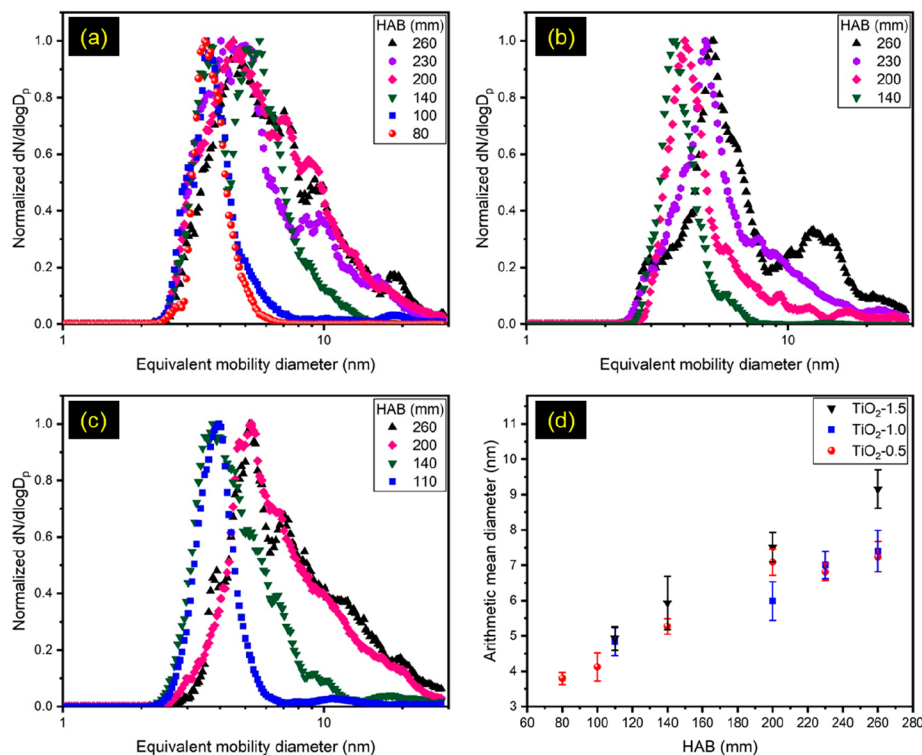 (a)
HAB (mm)
260
230
200
140
100
80
Normalized dN/dlogDₚ
1.0
0.8
0.6
0.4
0.2
0.0
1
10
Equivalent mobility diameter (nm)
(b)
HAB (mm)
260
230
200
140
Normalized dN/dlogDₚ
1.0
0.8
0.6
0.4
0.2
0.0
1
10
Equivalent mobility diameter (nm)
(c)
HAB (mm)
260
200
140
110
Normalized dN/dlogDₚ
1.0
0.8
0.6
0.4
0.2
0.0
1
10
Equivalent mobility diameter (nm)
(d)
TiO₂-1.5
TiO₂-1.0
TiO₂-0.5
Arithmetic mean diameter (nm)
11
10
9
8
7
6
5
4
3
60 80 100 120 140 160 180 200 220 240 260 280
HAB (mm)